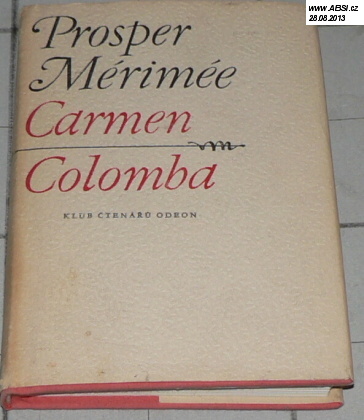 www.ABSI.cz
28.08.2013
Prosper
Mérimée
Carmen
Colomba
KLUB ČTENÁŘŮ ODEON